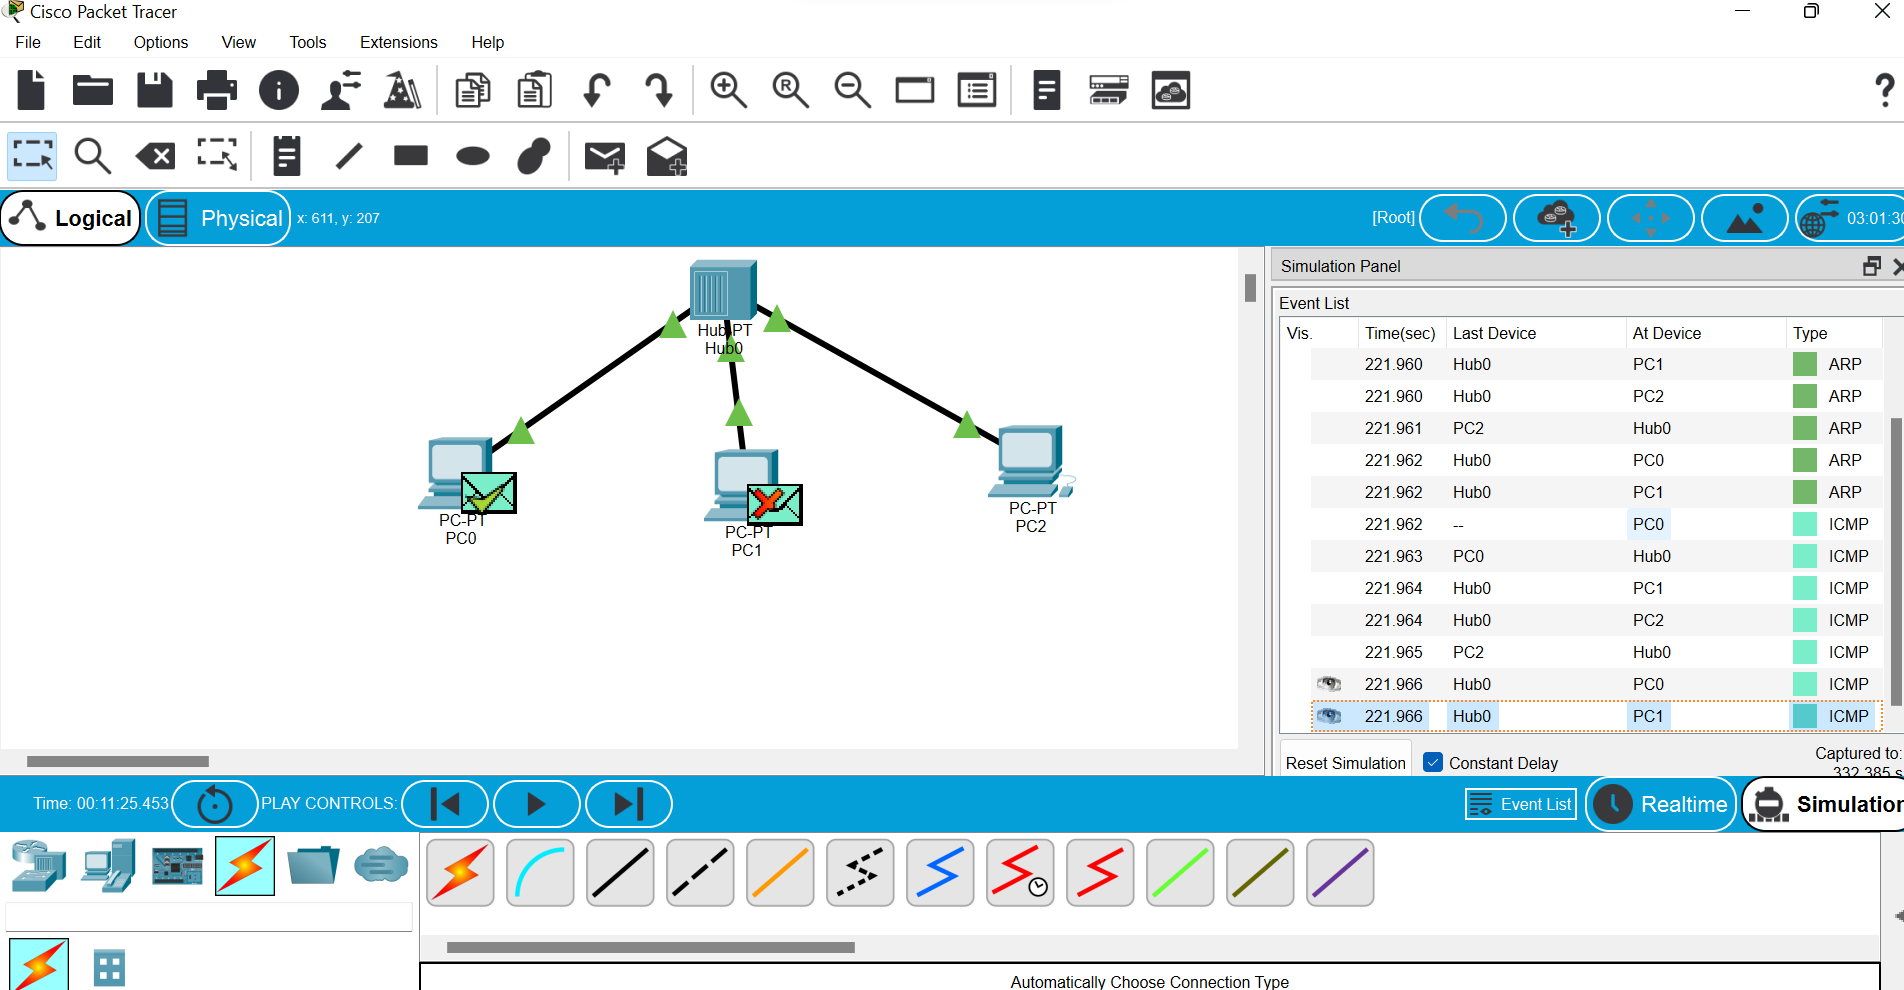 Cisco Packet Tracer
File Edit Options View Tools Extensions Help
Logical Physical x: 611, y: 207 [Root] 03:01:30
Simulation Panel
Event List
Vis. Time(sec) Last Device At Device Type
221.960 Hub0 PC1 ARP
221.960 Hub0 PC2 ARP
221.961 PC2 Hub0 ARP
221.962 Hub0 PC0 ARP
221.962 Hub0 PC1 ARP
221.962 -- PC0 ICMP
221.963 PC0 Hub0 ICMP
221.964 Hub0 PC1 ICMP
221.964 Hub0 PC2 ICMP
221.965 PC2 Hub0 ICMP
221.966 Hub0 PC0 ICMP
221.966 Hub0 PC1 ICMP
Hub-PT
Hub0
PC-PT
PC0
PC-PT
PC1
PC-PT
PC2
Reset Simulation Constant Delay Captured to:
332.385 s
Time: 00:11:25.453 PLAY CONTROLS: Event List Realtime Simulation
Automatically Choose Connection Type